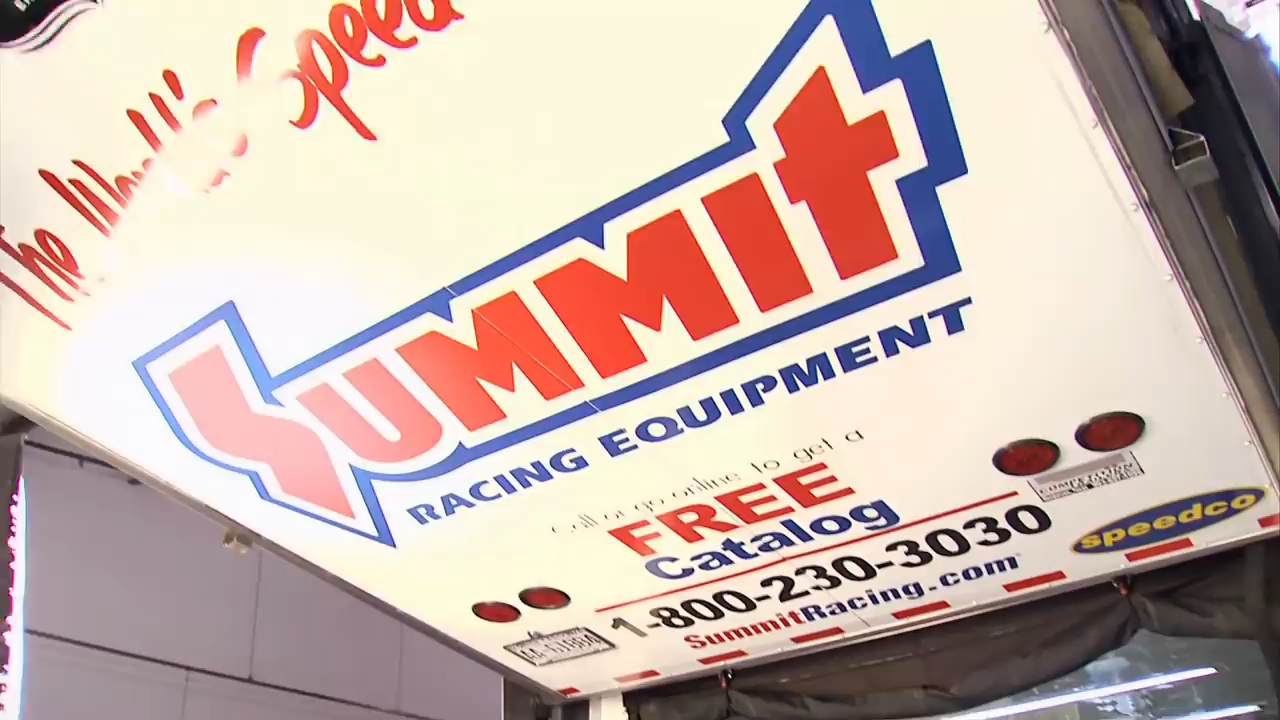 The World's Speed
SUMMIT
RACING EQUIPMENT
Call or go online to get a
FREE
Catalog
1-800-230-3030
SummitRacing.com
speedco